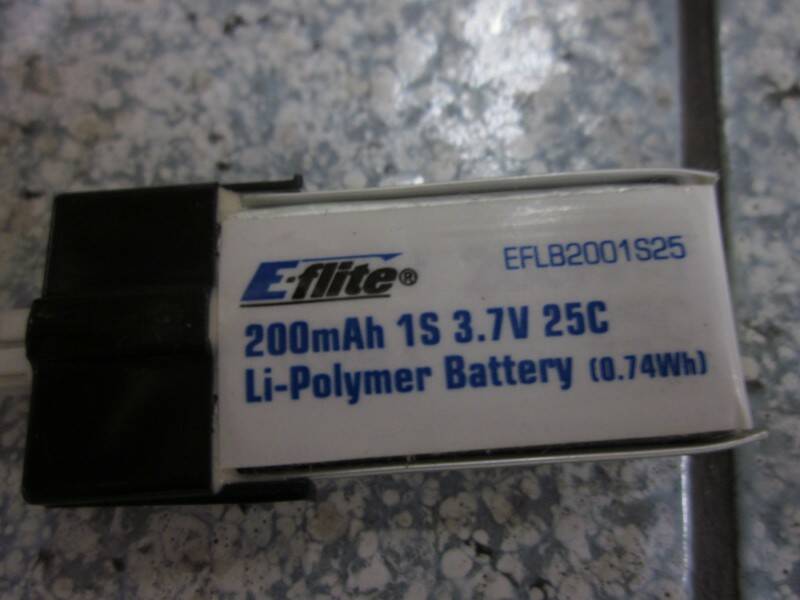 E-flite® EFLB2001S25
200mAh 1S 3.7V 25C
Li-Polymer Battery (0.74Wh)